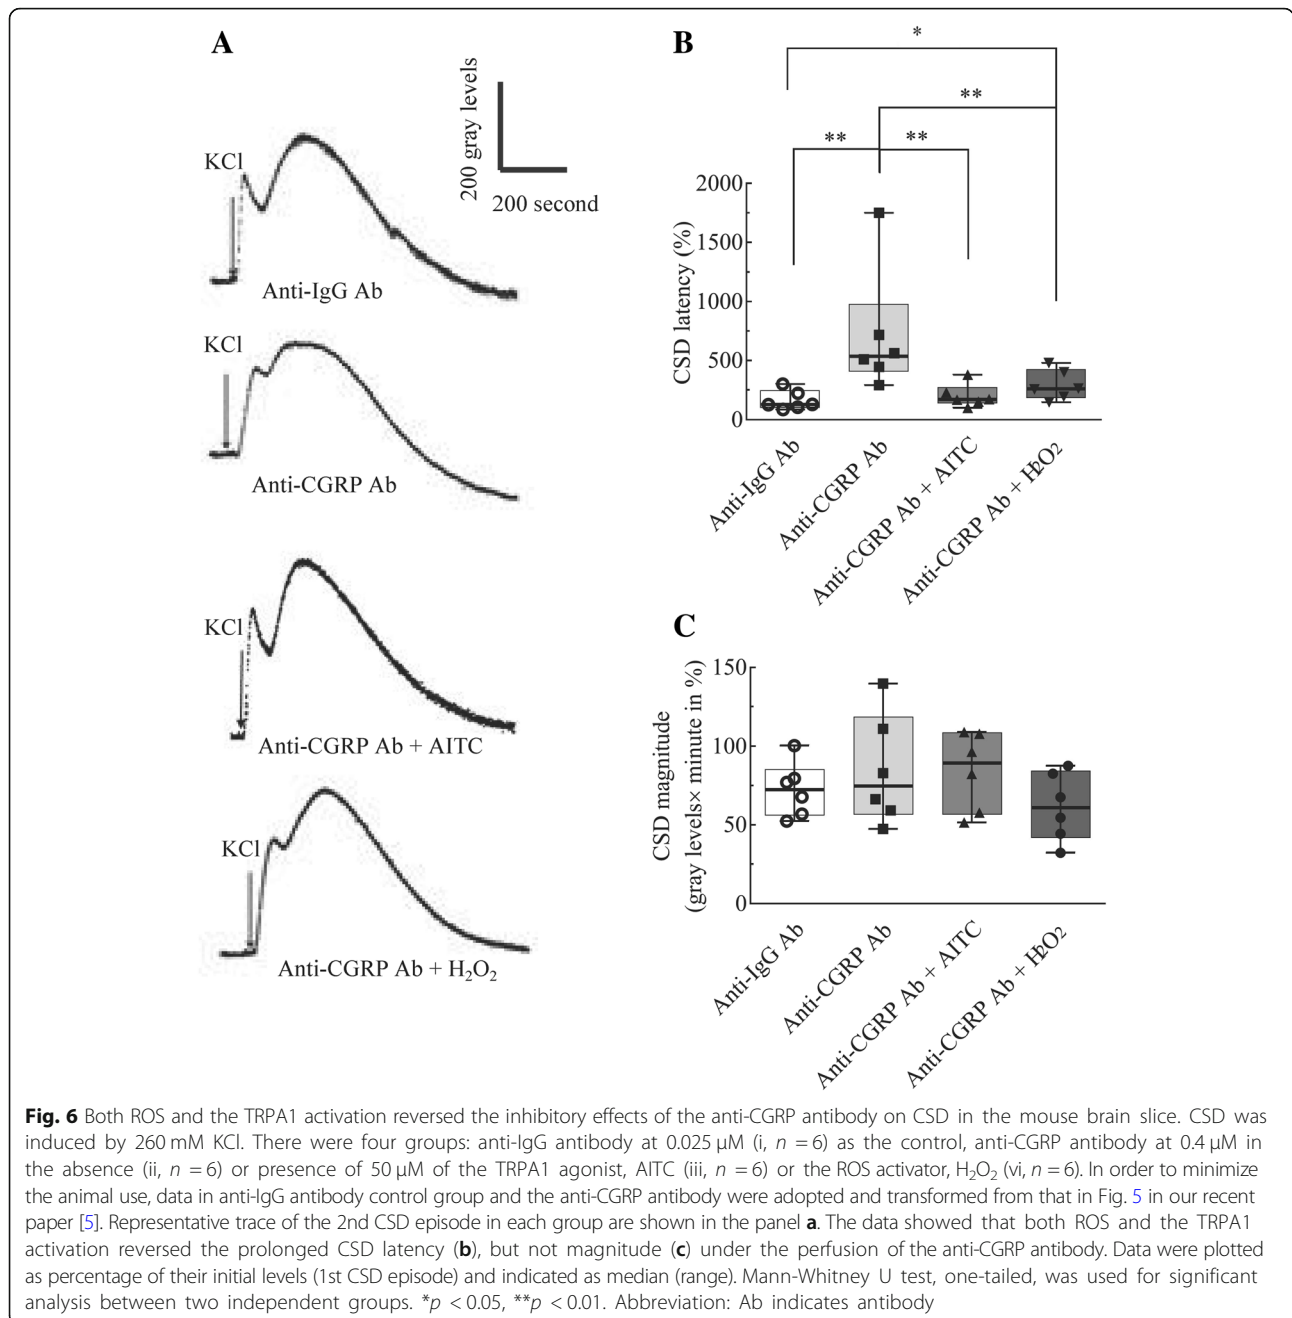 A
KCl
Anti-IgG Ab
200 gray levels
200 second
KCl
Anti-CGRP Ab
KCl
Anti-CGRP Ab + AITC
KCl
Anti-CGRP Ab + H₂O₂
B
*
**
**
**
CSD latency (%)
2000
1500
1000
500
0
Anti-IgG Ab
Anti-CGRP Ab
Anti-CGRP Ab + AITC
Anti-CGRP Ab + H2O2
C
CSD magnitude
(gray levels× minute in %)
150
100
50
0
Anti-IgG Ab
Anti-CGRP Ab
Anti-CGRP Ab + AITC
Anti-CGRP Ab + H2O2
Fig. 6 Both ROS and the TRPA1 activation reversed the inhibitory effects of the anti-CGRP antibody on CSD in the mouse brain slice. CSD was
induced by 260 mM KCl. There were four groups: anti-IgG antibody at 0.025 μM (i, n = 6) as the control, anti-CGRP antibody at 0.4 μM in
the absence (ii, n = 6) or presence of 50 μM of the TRPA1 agonist, AITC (iii, n = 6) or the ROS activator, H₂O₂ (vi, n = 6). In order to minimize
the animal use, data in anti-IgG antibody control group and the anti-CGRP antibody were adopted and transformed from that in Fig. 5 in our recent
paper [5]. Representative trace of the 2nd CSD episode in each group are shown in the panel a. The data showed that both ROS and the TRPA1
activation reversed the prolonged CSD latency (b), but not magnitude (c) under the perfusion of the anti-CGRP antibody. Data were plotted
as percentage of their initial levels (1st CSD episode) and indicated as median (range). Mann-Whitney U test, one-tailed, was used for significant
analysis between two independent groups. *p < 0.05, **p < 0.01. Abbreviation: Ab indicates antibody